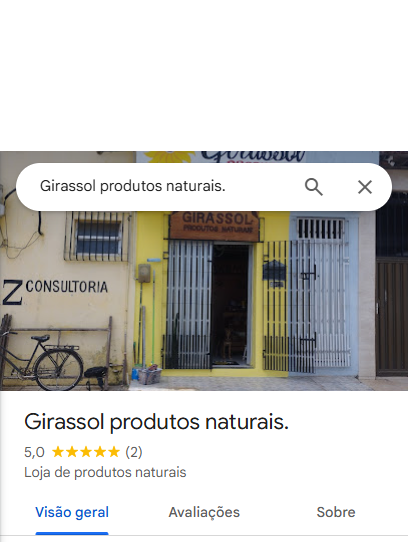 Girassol
Girassol produtos naturais.
GIRASSOL
PRODUTOS NATURAIS
Z CONSULTORIA
Girassol produtos naturais.
5,0 ★★★★★ (2)
Loja de produtos naturais
Visão geral Avaliações Sobre